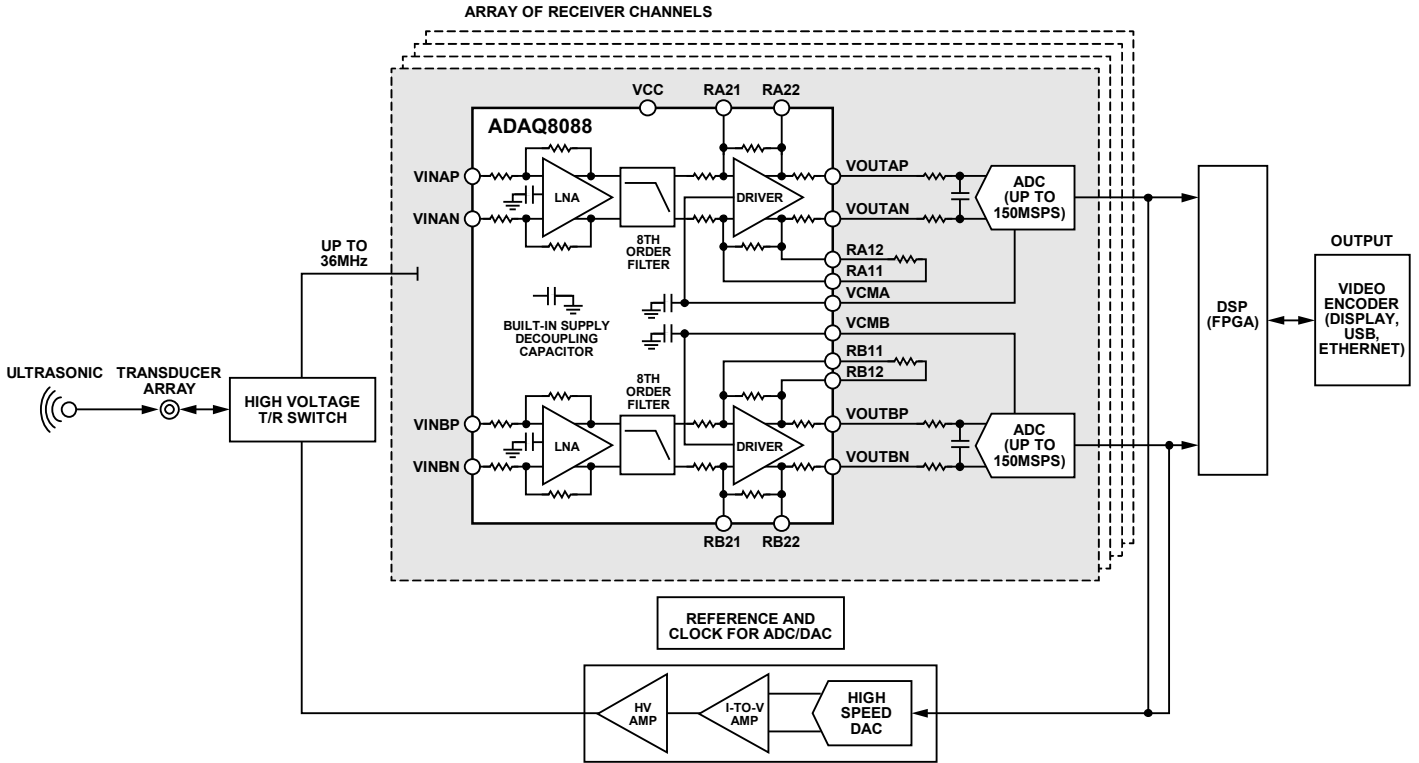 ARRAY OF RECEIVER CHANNELS
VCC
RA21
RA22
ADAQ8088
VINAP
VINAN
LNA
8TH
ORDER
FILTER
DRIVER
VOUTAP
VOUTAN
RA12
RA11
VCMA
ADC
(UP TO
150MSPS)
UP TO
36MHz
BUILT-IN SUPPLY
DECOUPLING
CAPACITOR
VCMB
RB11
RB12
8TH
ORDER
FILTER
VINBP
VINBN
LNA
DRIVER
VOUTBP
VOUTBN
ADC
(UP TO
150MSPS)
RB21
RB22
DSP
(FPGA)
OUTPUT
VIDEO
ENCODER
(DISPLAY,
USB,
ETHERNET)
ULTRASONIC
TRANSDUCER
ARRAY
HIGH VOLTAGE
T/R SWITCH
REFERENCE AND
CLOCK FOR ADC/DAC
HV
AMP
I-TO-V
AMP
HIGH
SPEED
DAC